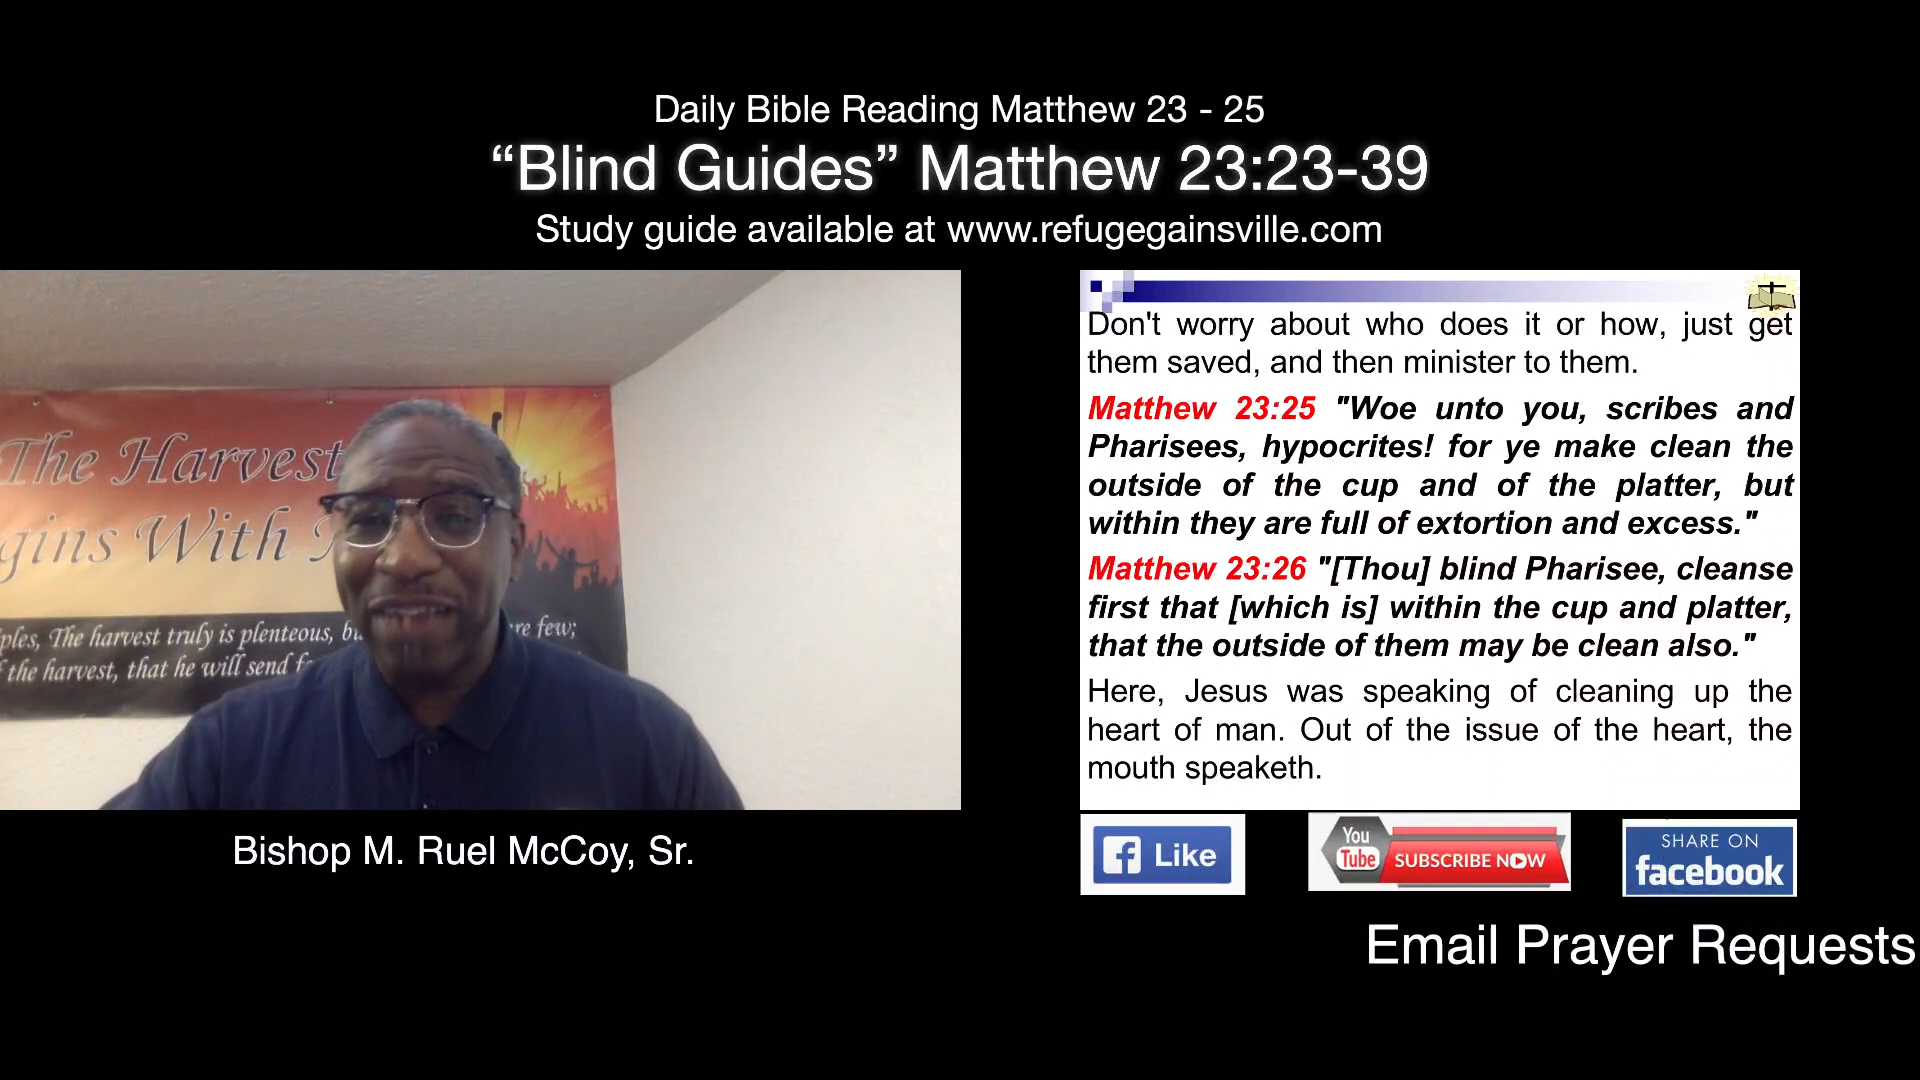 Daily Bible Reading Matthew 23 - 25
“Blind Guides” Matthew 23:23-39
Study guide available at www.refugegainsville.com
The Harvest
gins With
ples, The harvest truly is plenteous, bu
re few;
f the harvest, that he will send f
Bishop M. Ruel McCoy, Sr.
Don't worry about who does it or how, just get
them saved, and then minister to them.
Matthew 23:25 "Woe unto you, scribes and
Pharisees, hypocrites! for ye make clean the
outside of the cup and of the platter, but
within they are full of extortion and excess."
Matthew 23:26 "[Thou] blind Pharisee, cleanse
first that [which is] within the cup and platter,
that the outside of them may be clean also."
Here, Jesus was speaking of cleaning up the
heart of man. Out of the issue of the heart, the
mouth speaketh.
f Like
You
Tube SUBSCRIBE NOW
SHARE ON
facebook
Email Prayer Requests